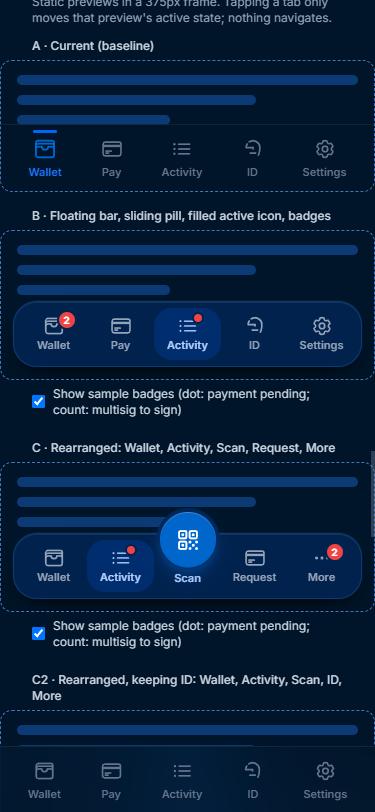 Static previews in a 375px frame. Tapping a tab only
moves that preview's active state; nothing navigates.
A · Current (baseline)
Wallet Pay Activity ID Settings
B · Floating bar, sliding pill, filled active icon, badges
2
Wallet Pay Activity ID Settings
Show sample badges (dot: payment pending;
count: multisig to sign)
C · Rearranged: Wallet, Activity, Scan, Request, More
2
Wallet Activity Scan Request More
Show sample badges (dot: payment pending;
count: multisig to sign)
C2 · Rearranged, keeping ID: Wallet, Activity, Scan, ID,
More
Wallet Pay Activity ID Settings